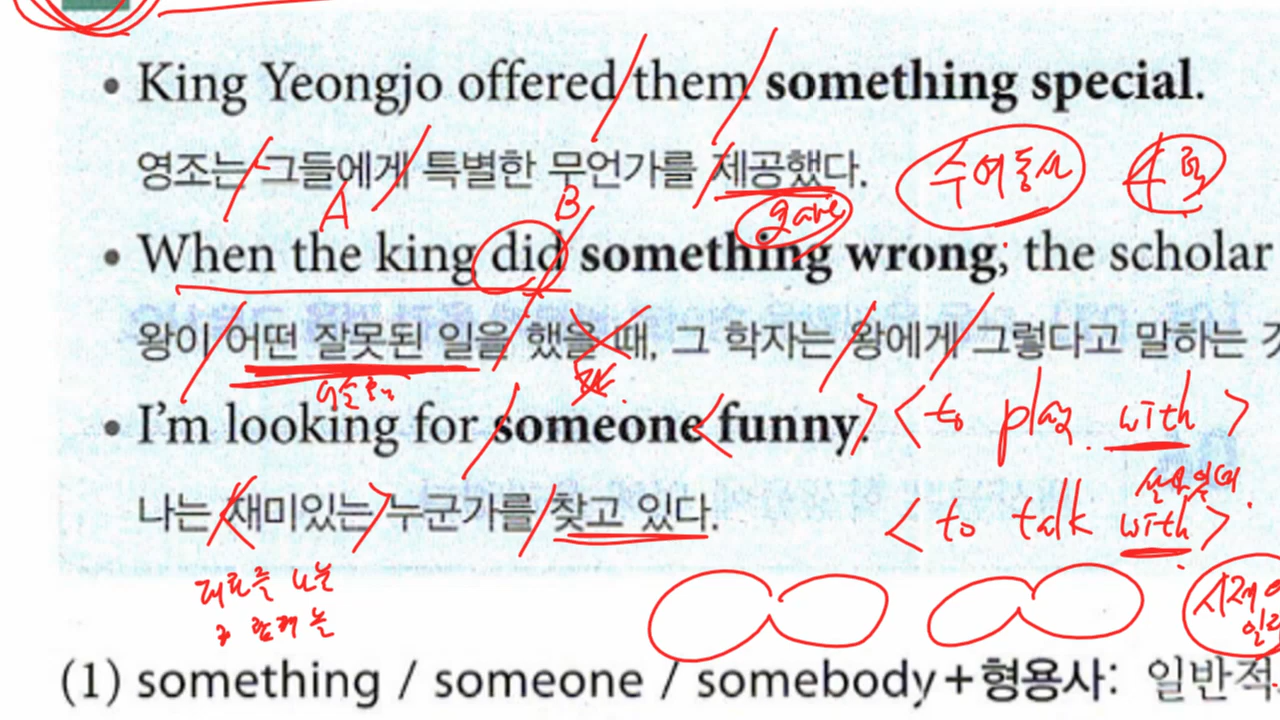 • King Yeongjo offered / them / something special.
영조는 / 그들에게 / 특별한 무언가를 / 제공했다. 수여동사 4형
A B gave
• When the king did / something wrong, the scholar
왕이 / 어떤 잘못된 일을 / 했을 때, 그 학자는 / 왕에게 / 그렇다고 말하는 것
• I'm looking for / someone < funny. > < to play with >
나는 < 재미있는 > 누군가를 / 찾고 있다. < to talk with >
(1) something / someone / somebody + 형용사: 일반적